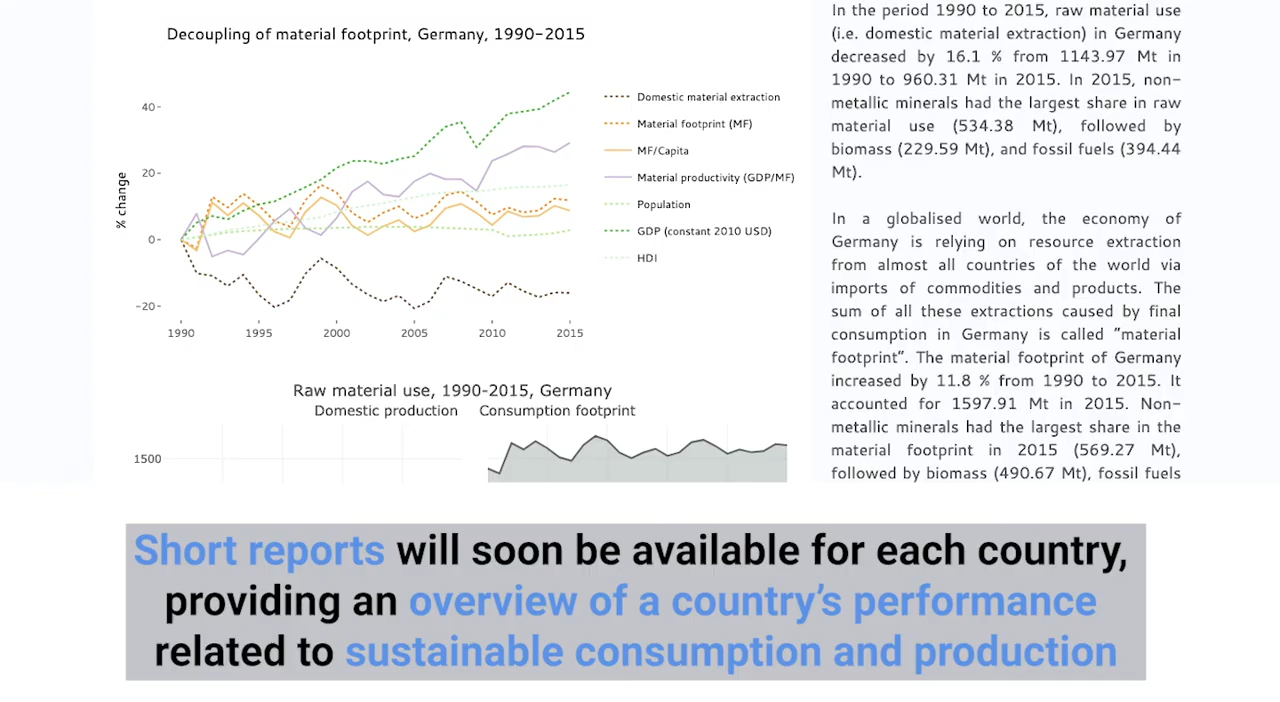 Decoupling of material footprint, Germany, 1990-2015
% change
40
20
0
-20
1990 1995 2000 2005 2010 2015
Domestic material extraction
Material footprint (MF)
MF/Capita
Material productivity (GDP/MF)
Population
GDP (constant 2010 USD)
HDI
Raw material use, 1990-2015, Germany
Domestic production Consumption footprint
1500
In the period 1990 to 2015, raw material use
(i.e. domestic material extraction) in Germany
decreased by 16.1 % from 1143.97 Mt in
1990 to 960.31 Mt in 2015. In 2015, non-
metallic minerals had the largest share in raw
material use (534.38 Mt), followed by
biomass (229.59 Mt), and fossil fuels (394.44
Mt).
In a globalised world, the economy of
Germany is relying on resource extraction
from almost all countries of the world via
imports of commodities and products. The
sum of all these extractions caused by final
consumption in Germany is called "material
footprint". The material footprint of Germany
increased by 11.8 % from 1990 to 2015. It
accounted for 1597.91 Mt in 2015. Non-
metallic minerals had the largest share in the
material footprint in 2015 (569.27 Mt),
followed by biomass (490.67 Mt), fossil fuels
Short reports will soon be available for each country,
providing an overview of a country's performance
related to sustainable consumption and production